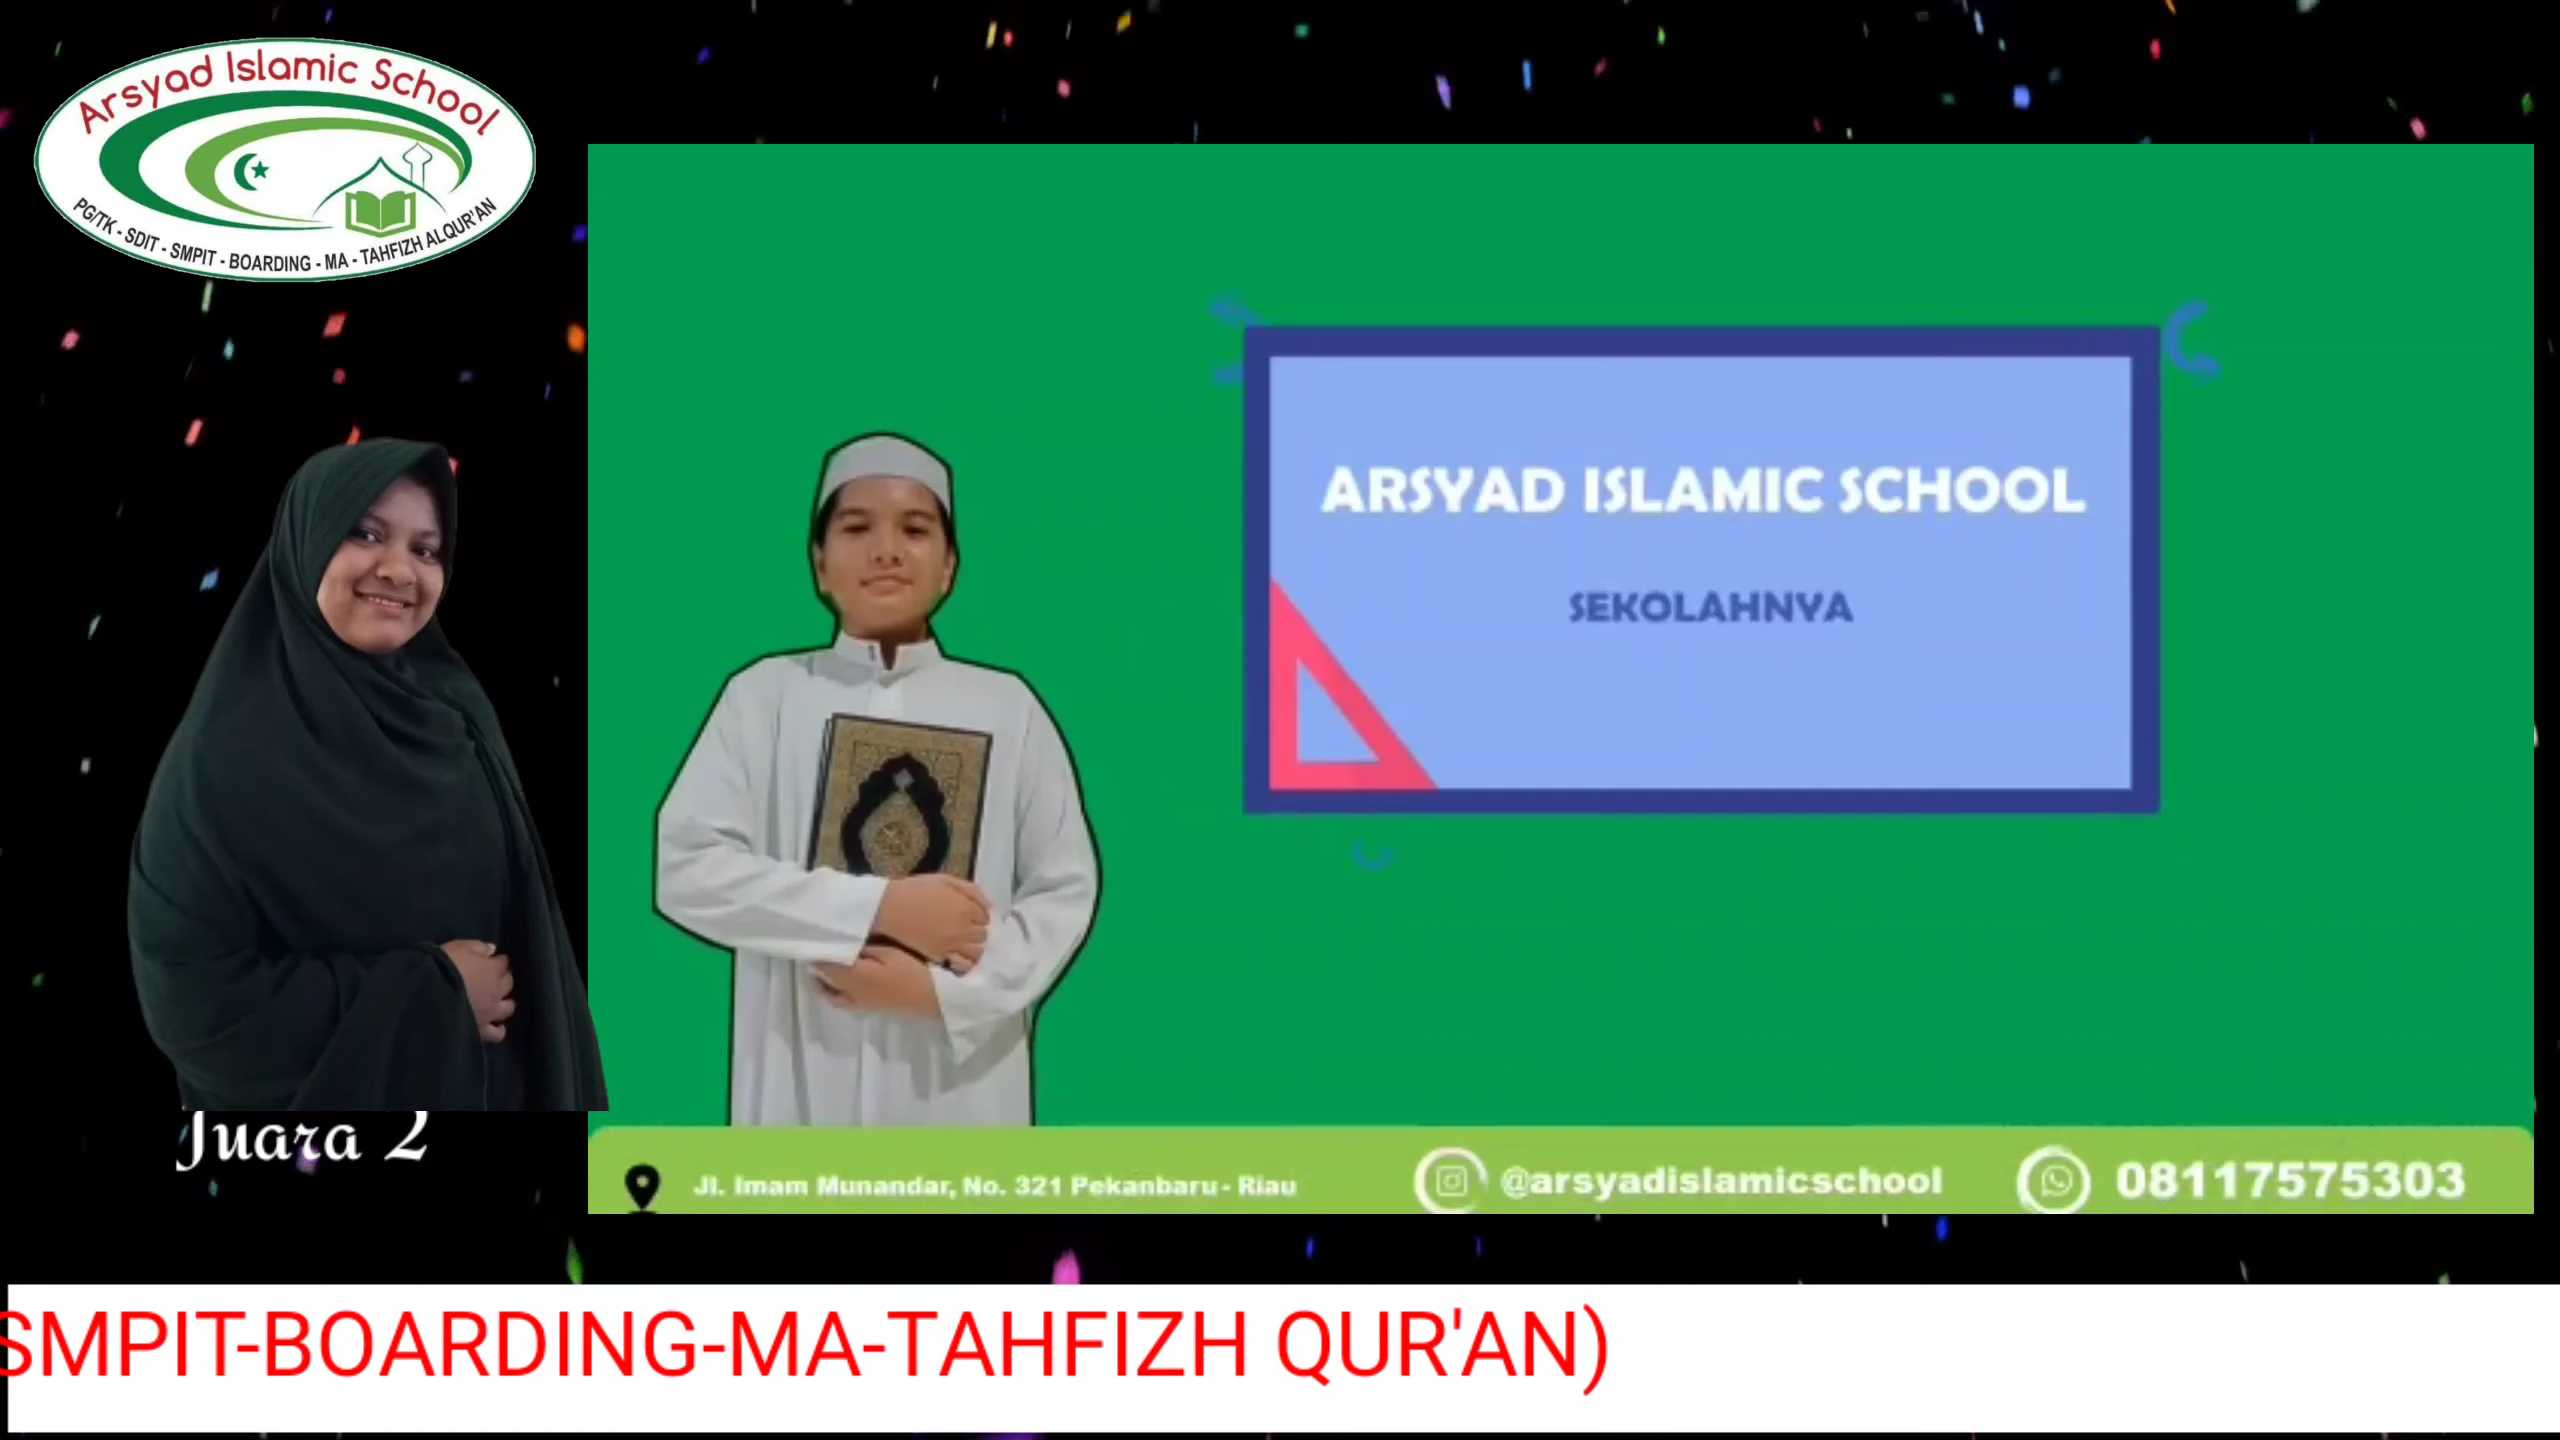 Arsyad Islamic School
PG/TK - SDIT - SMPIT - BOARDING - MA - TAHFIZH ALQUR'AN
ARSYAD ISLAMIC SCHOOL
SEKOLAHNYA
Juara 2
Jl. Imam Munandar, No. 321 Pekanbaru - Riau
@arsyadislamicschool
08117575303
SMPIT-BOARDING-MA-TAHFIZH QUR'AN)